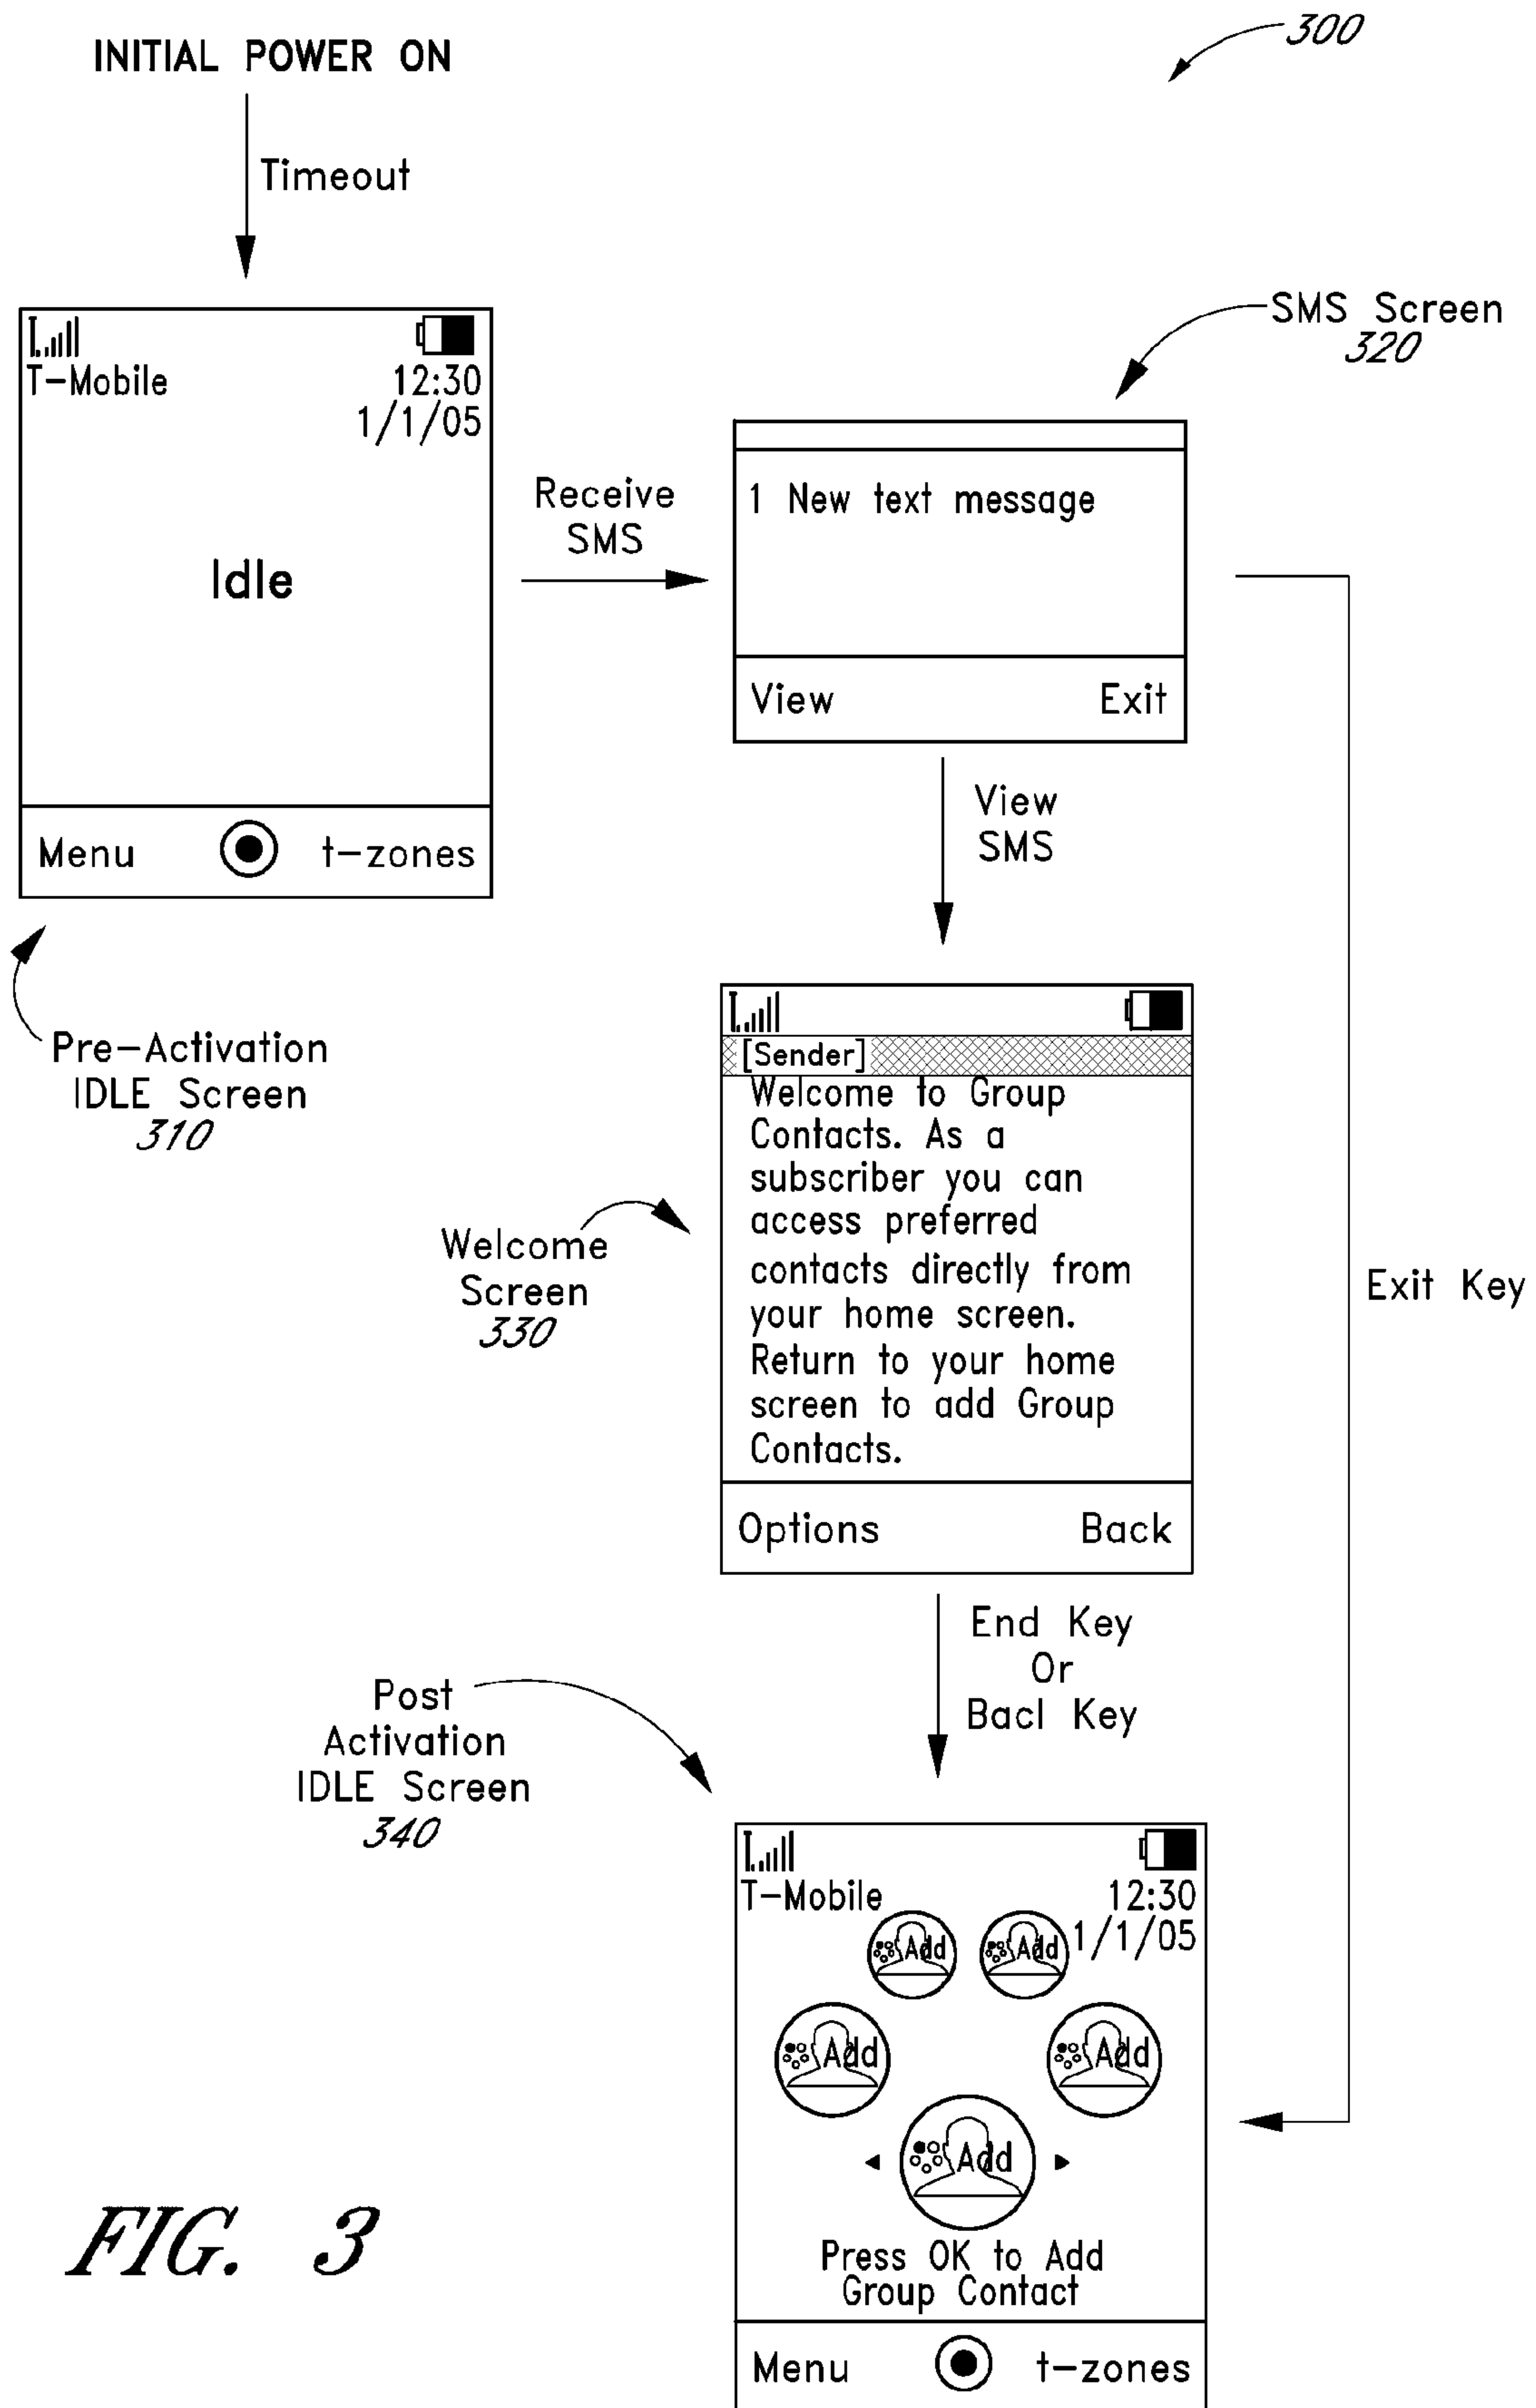 INITIAL POWER ON
300
Timeout
T-Mobile
12:30
1/1/05
Idle
Menu
t-zones
Pre-Activation
IDLE Screen
310
Receive
SMS
SMS Screen
320
1 New text message
View
Exit
View
SMS
Exit Key
Welcome
Screen
330
[Sender]
Welcome to Group
Contacts. As a
subscriber you can
access preferred
contacts directly from
your home screen.
Return to your home
screen to add Group
Contacts.
Options
Back
End Key
Or
Bacl Key
Post
Activation
IDLE Screen
340
T-Mobile
12:30
1/1/05
Add
Add
Add
Add
Add
Press OK to Add
Group Contact
Menu
t-zones
FIG. 3